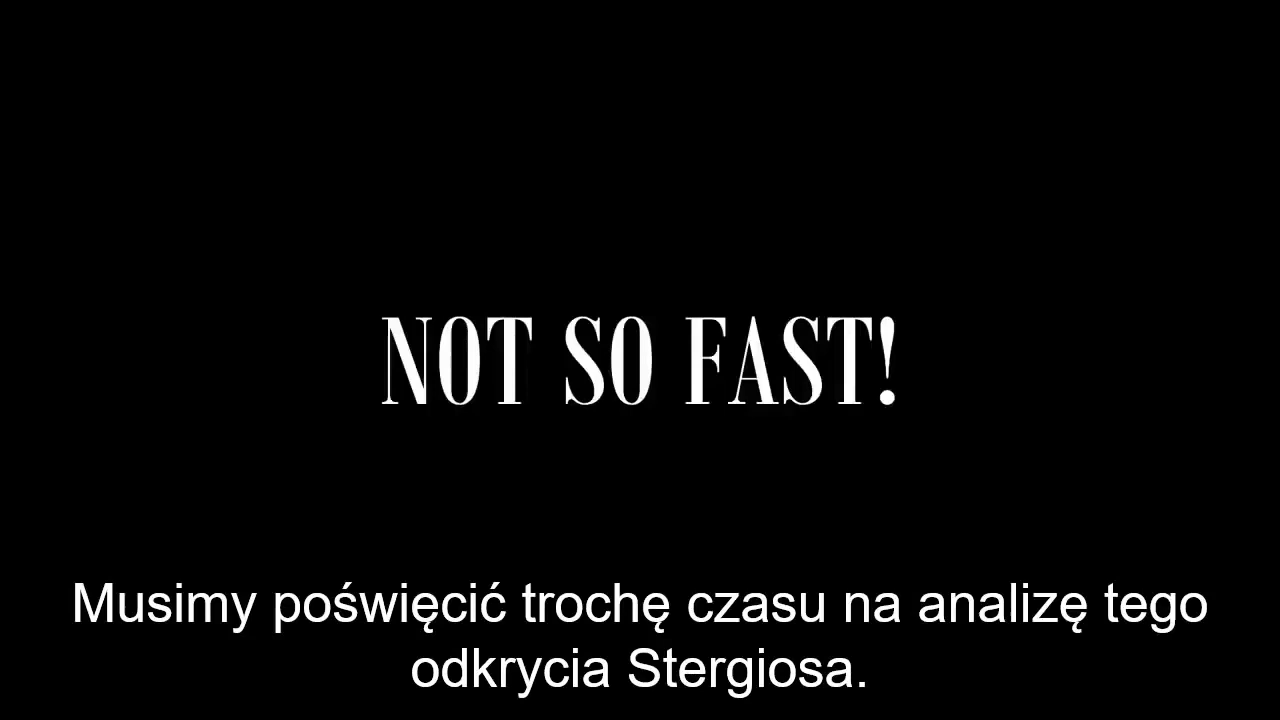 NOT SO FAST!
Musimy poświęcić trochę czasu na analizę tego
odkrycia Stergiosa.